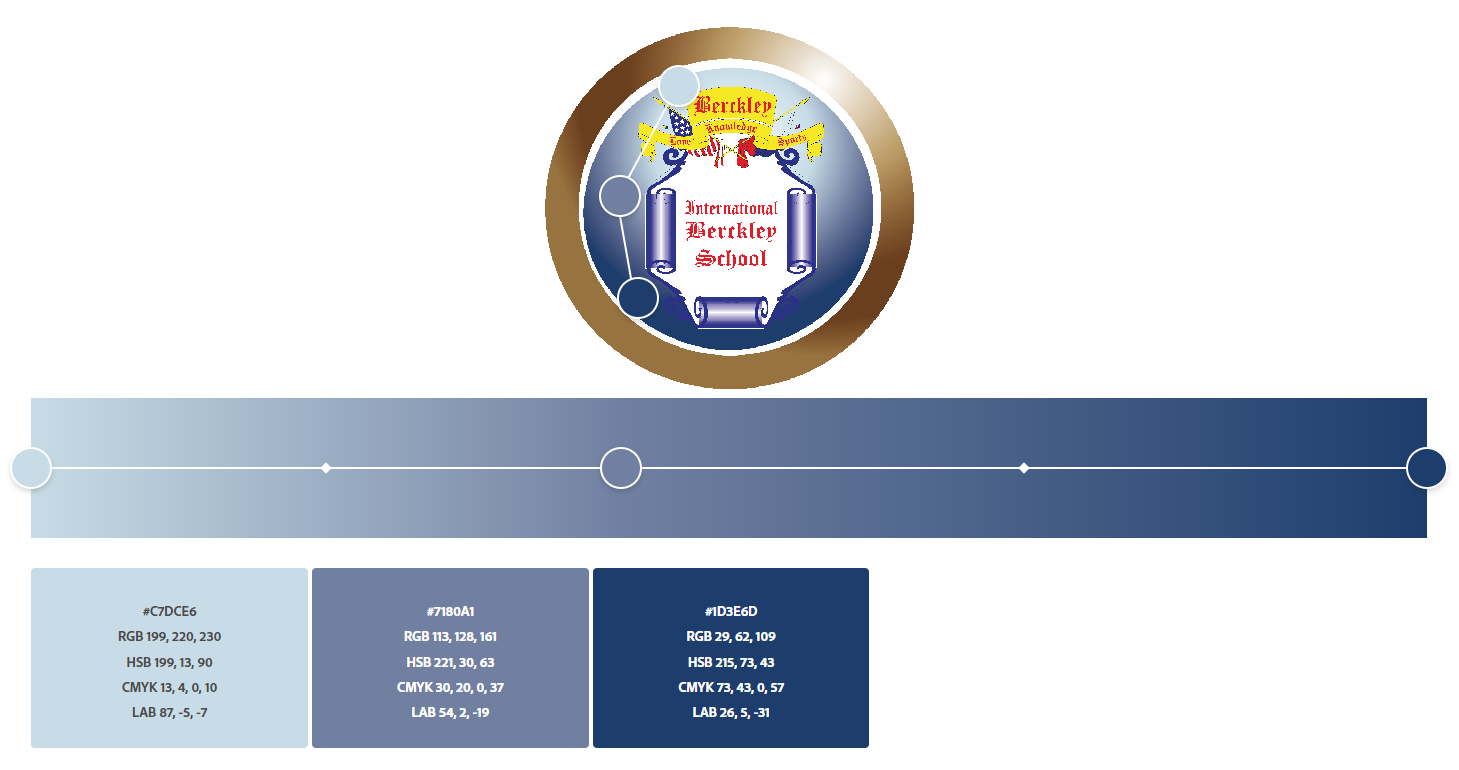 Berckley
Knowledge
Love
Sports
International
Berckley
School
#C7DCE6
RGB 199, 220, 230
HSB 199, 13, 90
CMYK 13, 4, 0, 10
LAB 87, -5, -7
#7180A1
RGB 113, 128, 161
HSB 221, 30, 63
CMYK 30, 20, 0, 37
LAB 54, 2, -19
#1D3E6D
RGB 29, 62, 109
HSB 215, 73, 43
CMYK 73, 43, 0, 57
LAB 26, 5, -31